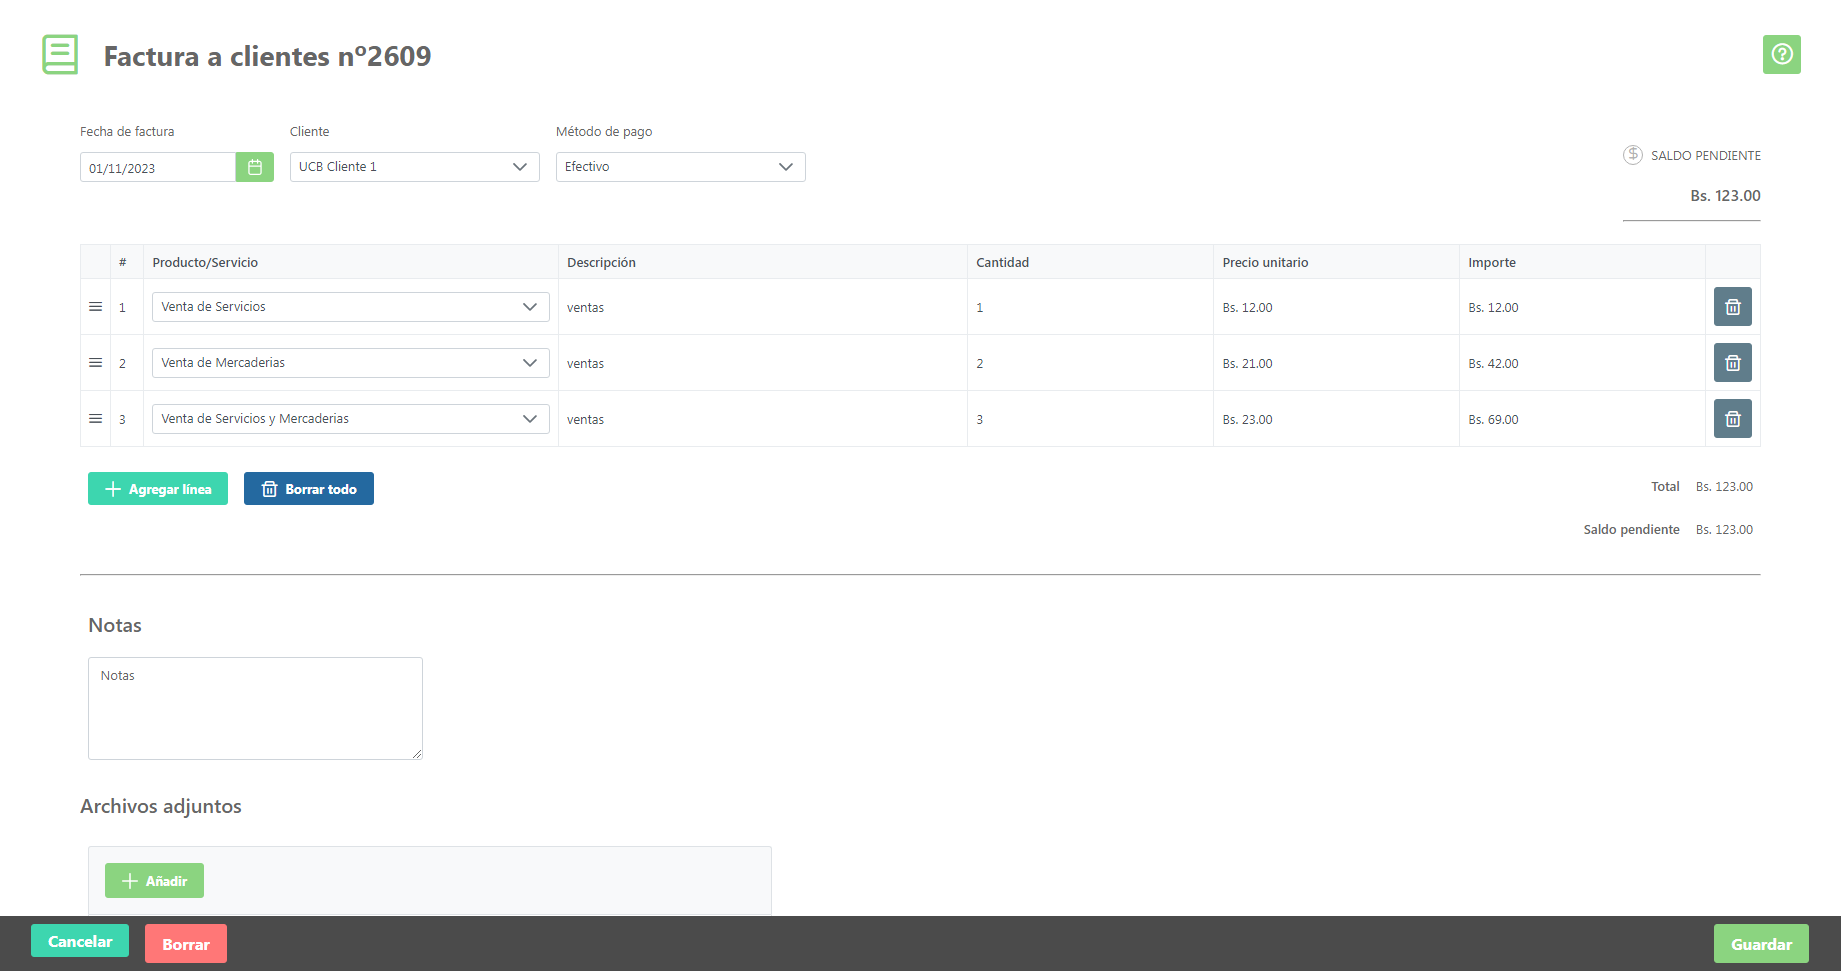 Factura a clientes nº2609
Fecha de factura Cliente Método de pago
01/11/2023 UCB Cliente 1 Efectivo
SALDO PENDIENTE
Bs. 123.00
# Producto/Servicio Descripción Cantidad Precio unitario Importe
1 Venta de Servicios ventas 1 Bs. 12.00 Bs. 12.00
2 Venta de Mercaderias ventas 2 Bs. 21.00 Bs. 42.00
3 Venta de Servicios y Mercaderias ventas 3 Bs. 23.00 Bs. 69.00
Agregar línea Borrar todo Total Bs. 123.00
Saldo pendiente Bs. 123.00
Notas
Notas
Archivos adjuntos
Añadir
Cancelar Borrar Guardar